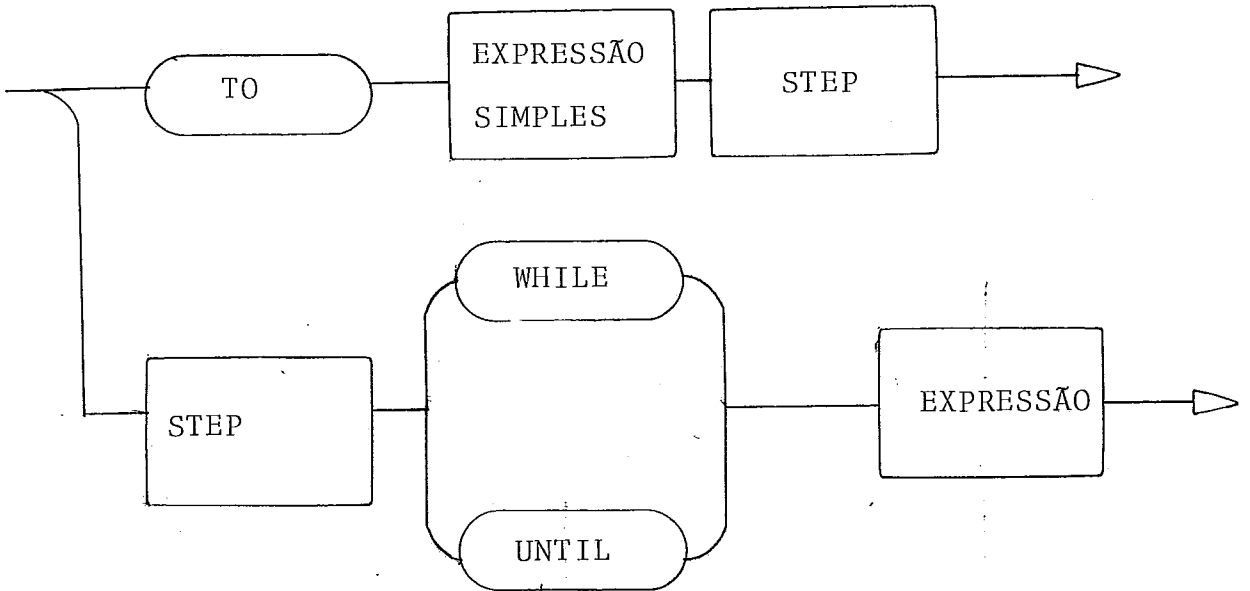 TO
EXPRESSÃO
SIMPLES
STEP
WHILE
STEP
EXPRESSÃO
UNTIL